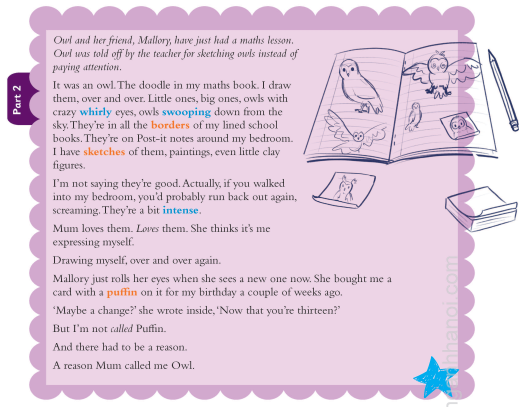 Part 2
Owl and her friend, Mallory, have just had a maths lesson.
Owl was told off by the teacher for sketching owls instead of
paying attention.
It was an owl. The doodle in my maths book. I draw
them, over and over. Little ones, big ones, owls with
crazy whirly eyes, owls swooping down from the
sky. They're in all the borders of my lined school
books. They're on Post-it notes around my bedroom.
I have sketches of them, paintings, even little clay
figures.
I'm not saying they're good. Actually, if you walked
into my bedroom, you'd probably run back out again,
screaming. They're a bit intense.
Mum loves them. Loves them. She thinks it's me
expressing myself.
Drawing myself, over and over again.
Mallory just rolls her eyes when she sees a new one now. She bought me a
card with a puffin on it for my birthday a couple of weeks ago.
'Maybe a change?' she wrote inside, 'Now that you're thirteen?'
But I'm not called Puffin.
And there had to be a reason.
A reason Mum called me Owl.